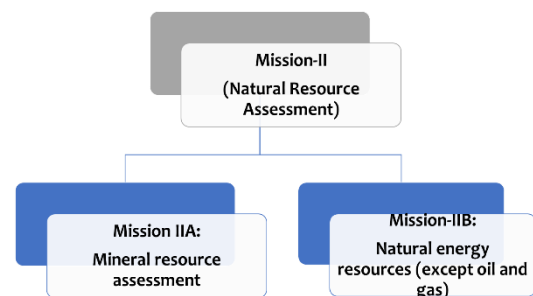 Mission-II
(Natural Resource
Assessment)
Mission IIA:
Mineral resource
assessment
Mission-IIB:
Natural energy
resources (except oil and
gas)